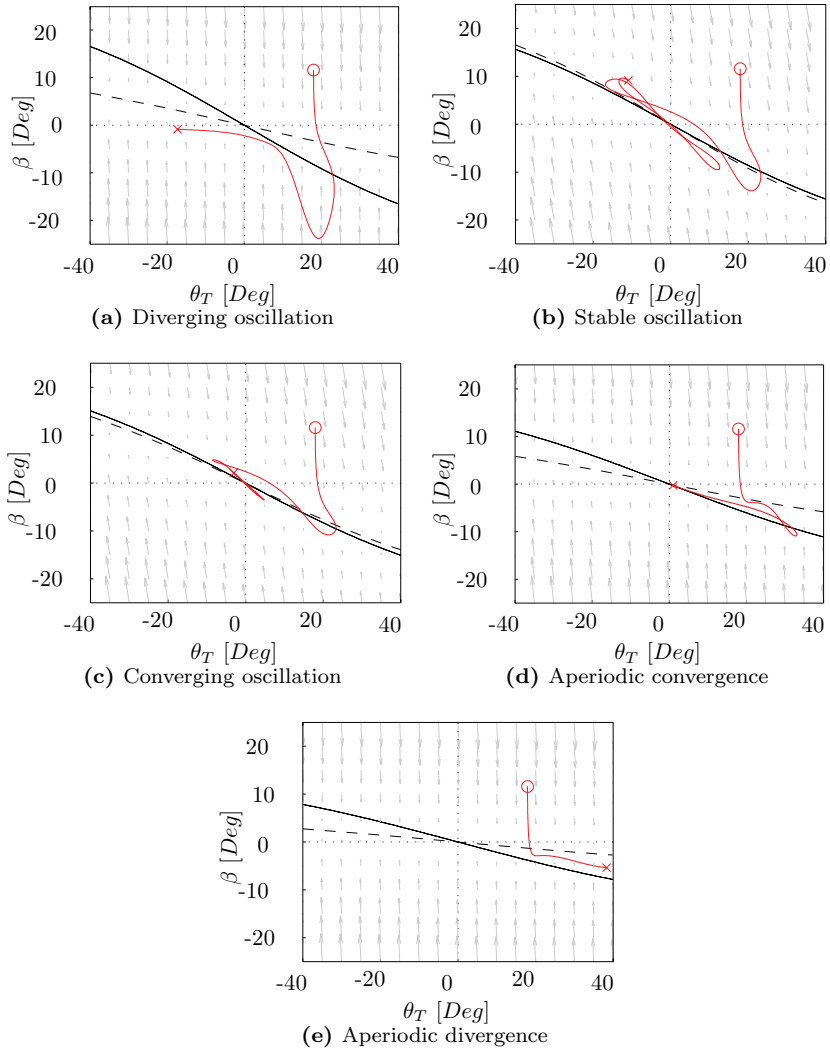 20
10
0
-10
-20
β [Deg]
-40 -20 0 20 40
θ_T [Deg]
(a) Diverging oscillation
20
10
0
-10
-20
β [Deg]
-40 -20 0 20 40
θ_T [Deg]
(b) Stable oscillation
20
10
0
-10
-20
β [Deg]
-40 -20 0 20 40
θ_T [Deg]
(c) Converging oscillation
20
10
0
-10
-20
β [Deg]
-40 -20 0 20 40
θ_T [Deg]
(d) Aperiodic convergence
20
10
0
-10
-20
β [Deg]
-40 -20 0 20 40
θ_T [Deg]
(e) Aperiodic divergence